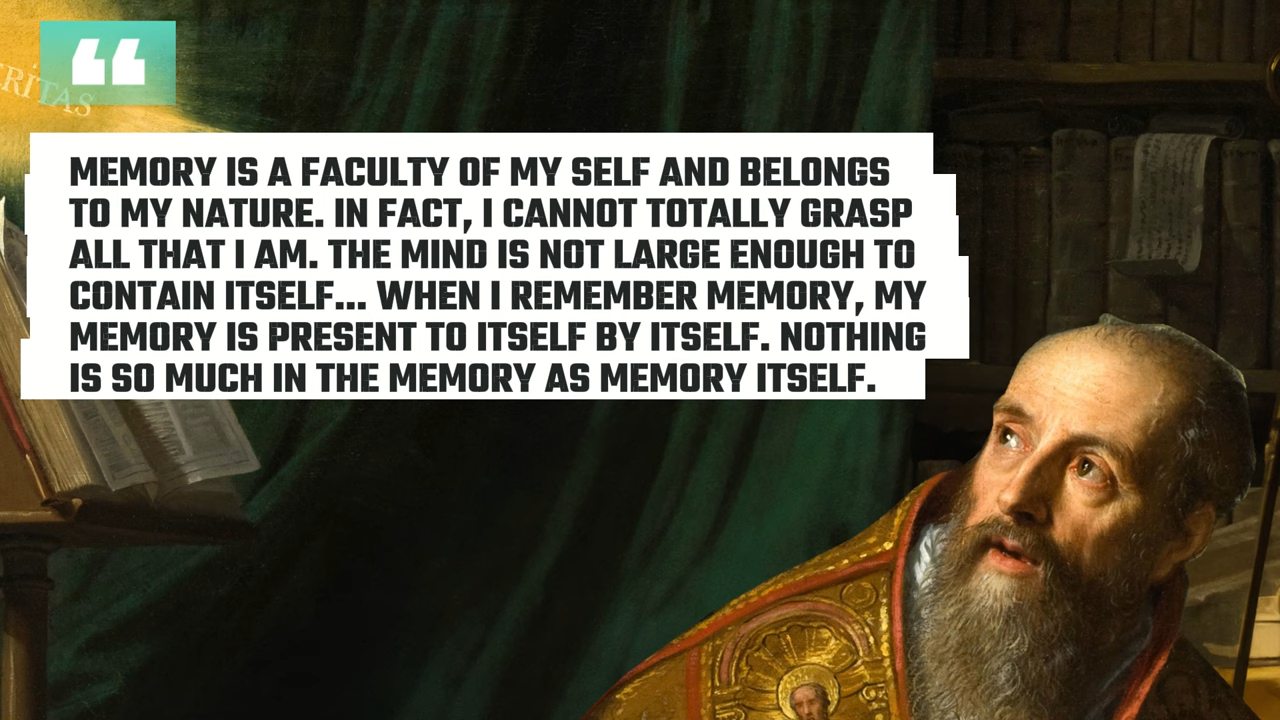 ERITAS
“
MEMORY IS A FACULTY OF MY SELF AND BELONGS
TO MY NATURE. IN FACT, I CANNOT TOTALLY GRASP
ALL THAT I AM. THE MIND IS NOT LARGE ENOUGH TO
CONTAIN ITSELF... WHEN I REMEMBER MEMORY, MY
MEMORY IS PRESENT TO ITSELF BY ITSELF. NOTHING
IS SO MUCH IN THE MEMORY AS MEMORY ITSELF.